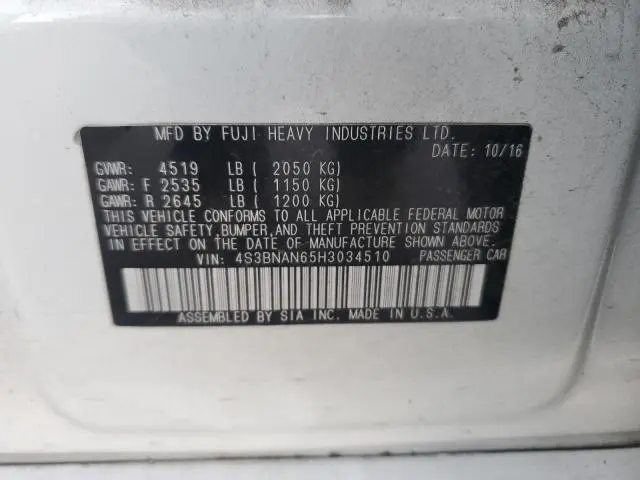 MFD BY FUJI HEAVY INDUSTRIES LTD.
DATE: 10/16
GVWR: 4519 LB ( 2050 KG)
GAWR: F 2535 LB ( 1150 KG)
GAWR: R 2645 LB ( 1200 KG)
THIS VEHICLE CONFORMS TO ALL APPLICABLE FEDERAL MOTOR
VEHICLE SAFETY, BUMPER, AND THEFT PREVENTION STANDARDS
IN EFFECT ON THE DATE OF MANUFACTURE SHOWN ABOVE.
VIN: 4S3BNAN65H3034510 PASSENGER CAR
ASSEMBLED BY SIA INC. MADE IN U.S.A.